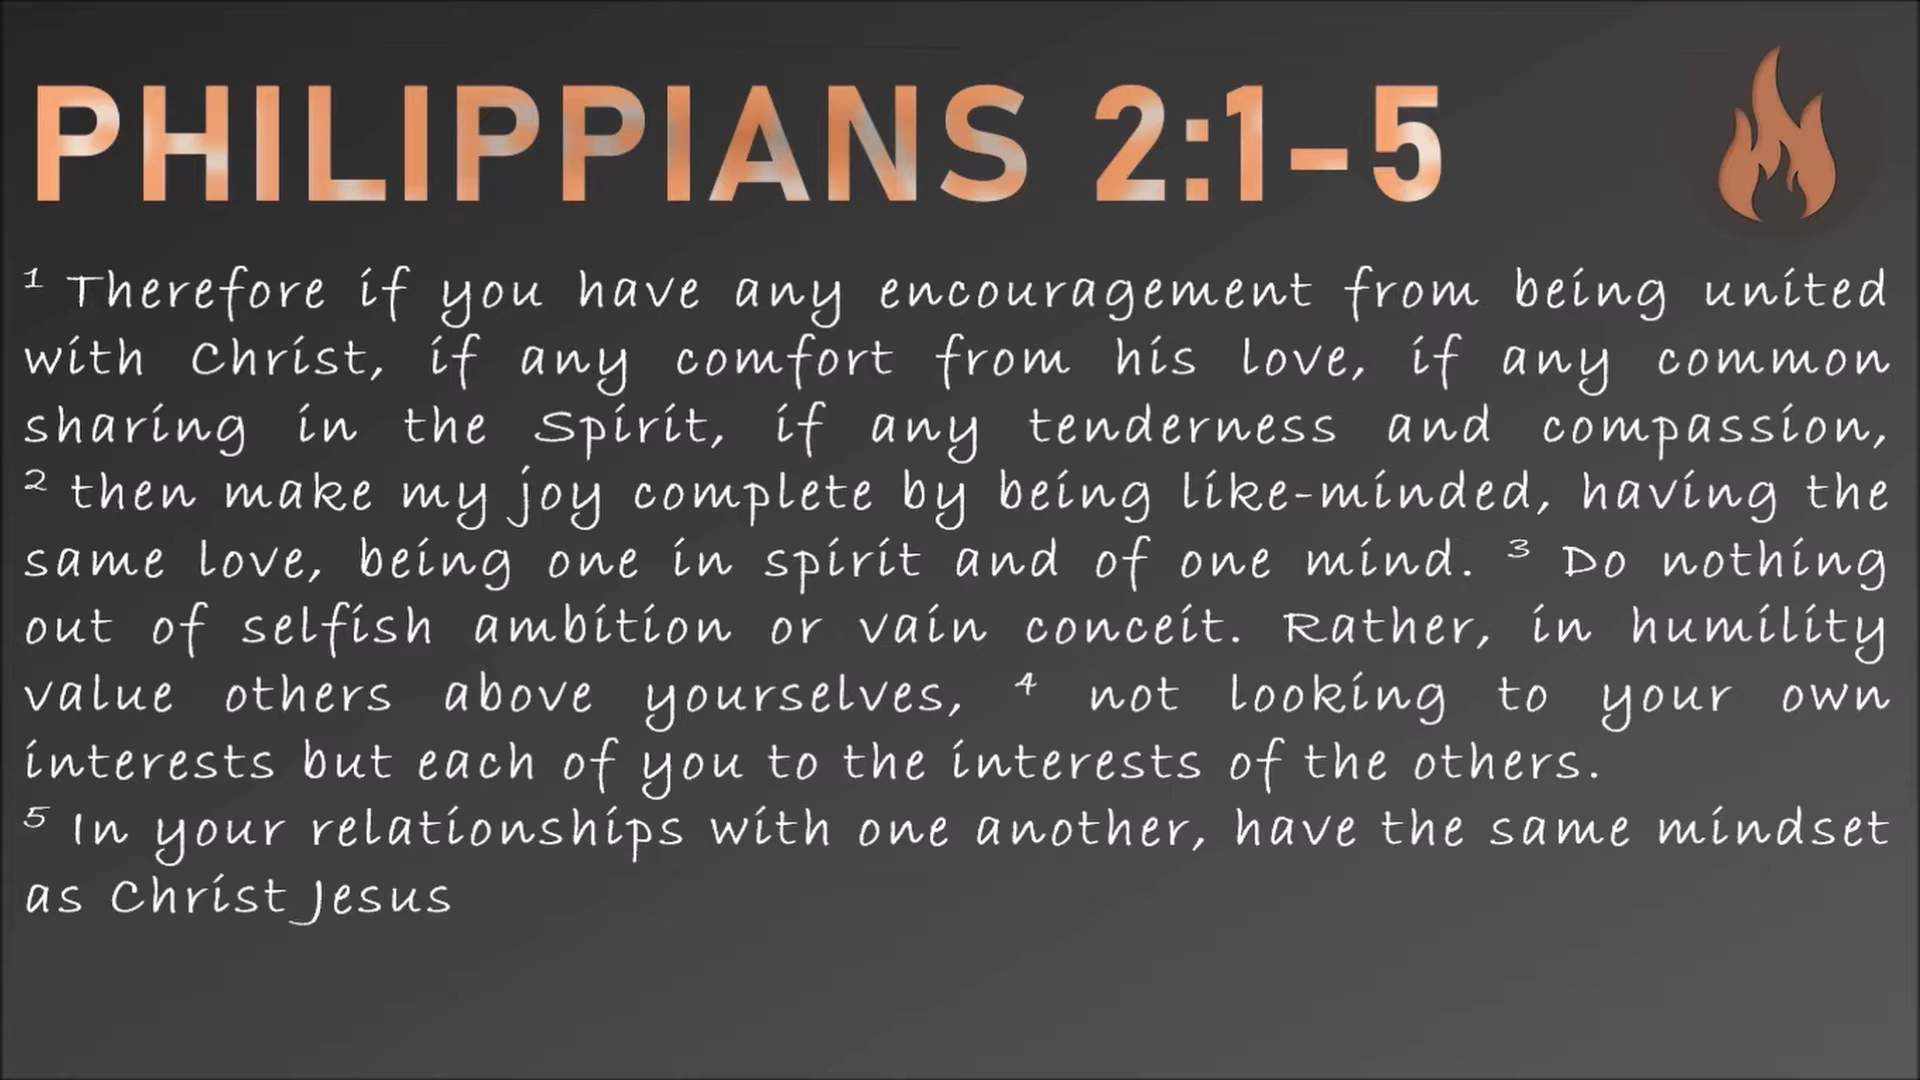 PHILIPPIANS 2:1-5
¹ Therefore if you have any encouragement from being united
with Christ, if any comfort from his love, if any common
sharing in the Spirit, if any tenderness and compassion,
² then make my joy complete by being like-minded, having the
same love, being one in spirit and of one mind. ³ Do nothing
out of selfish ambition or vain conceit. Rather, in humility
value others above yourselves, ⁴ not looking to your own
interests but each of you to the interests of the others.
⁵ In your relationships with one another, have the same mindset
as Christ Jesus